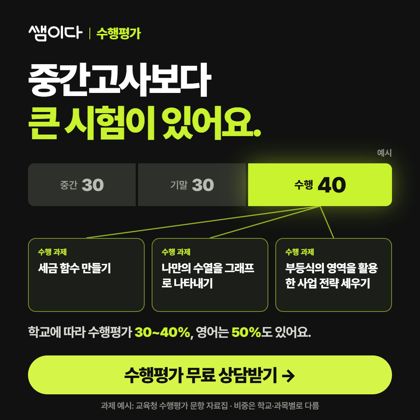 쌤이다 | 수행평가
중간고사보다
큰 시험이 있어요.
예시
중간 30
기말 30
수행 40
수행 과제
세금 함수 만들기
수행 과제
나만의 수열을 그래프
로 나타내기
수행 과제
부등식의 영역을 활용
한 사업 전략 세우기
학교에 따라 수행평가 30~40%, 영어는 50%도 있어요.
수행평가 무료 상담받기 →
과제 예시: 교육청 수행평가 문항 자료집 · 비중은 학교·과목별로 다름